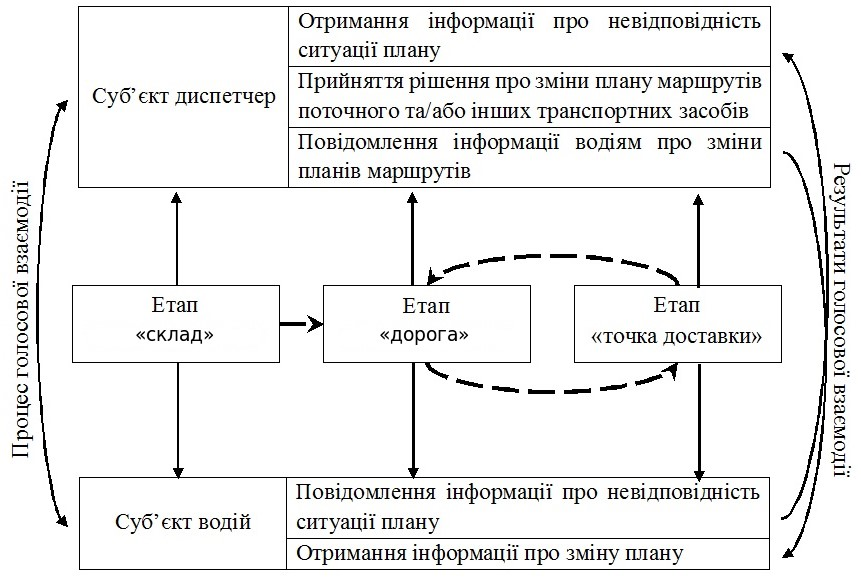 Суб’єкт диспетчер
Отримання інформації про невідповідність
ситуації плану
Прийняття рішення про зміни плану маршрутів
поточного та/або інших транспортних засобів
Повідомлення інформації водіям про зміни
планів маршрутів
Процес голосової взаємодії
Результати голосової взаємодії
Етап
«склад»
Етап
«дорога»
Етап
«точка доставки»
Суб’єкт водій
Повідомлення інформації про невідповідність
ситуації плану
Отримання інформації про зміну плану